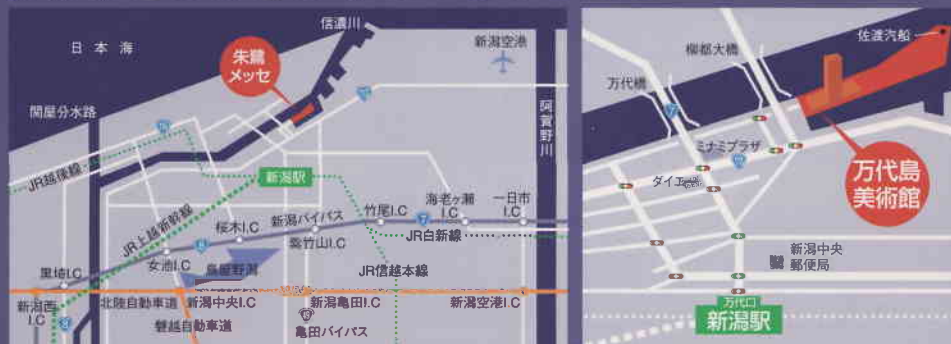 信濃川
日本海
朱鷺
メッセ
新潟空港
関屋分水路
阿賀野川
JR越後線
新潟駅
JR上越新幹線
海老ヶ瀬
I.C
一日市
I.C
竹尾I.C
7
新潟バイパス
桜木I.C
8
紫竹山I.C
JR白新線
女池I.C
鳥屋野潟
JR信越本線
黒埼I.C
新潟西
I.C
8
北陸自動車道
新潟中央I.C
新潟亀田I.C
新潟空港I.C
磐越自動車道
亀田バイパス
佐渡汽船
柳都大橋
万代橋
7
ミナミプラザ
ダイエー
万代島
美術館
新潟中央
郵便局
万代口
新潟駅